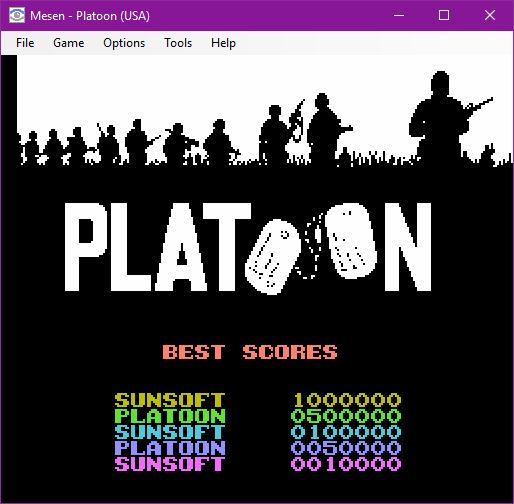 Mesen - Platoon (USA)
File Game Options Tools Help
PLATOON
BEST SCORES
SUNSOFT 1000000
PLATOON 0500000
SUNSOFT 0100000
PLATOON 0050000
SUNSOFT 0010000